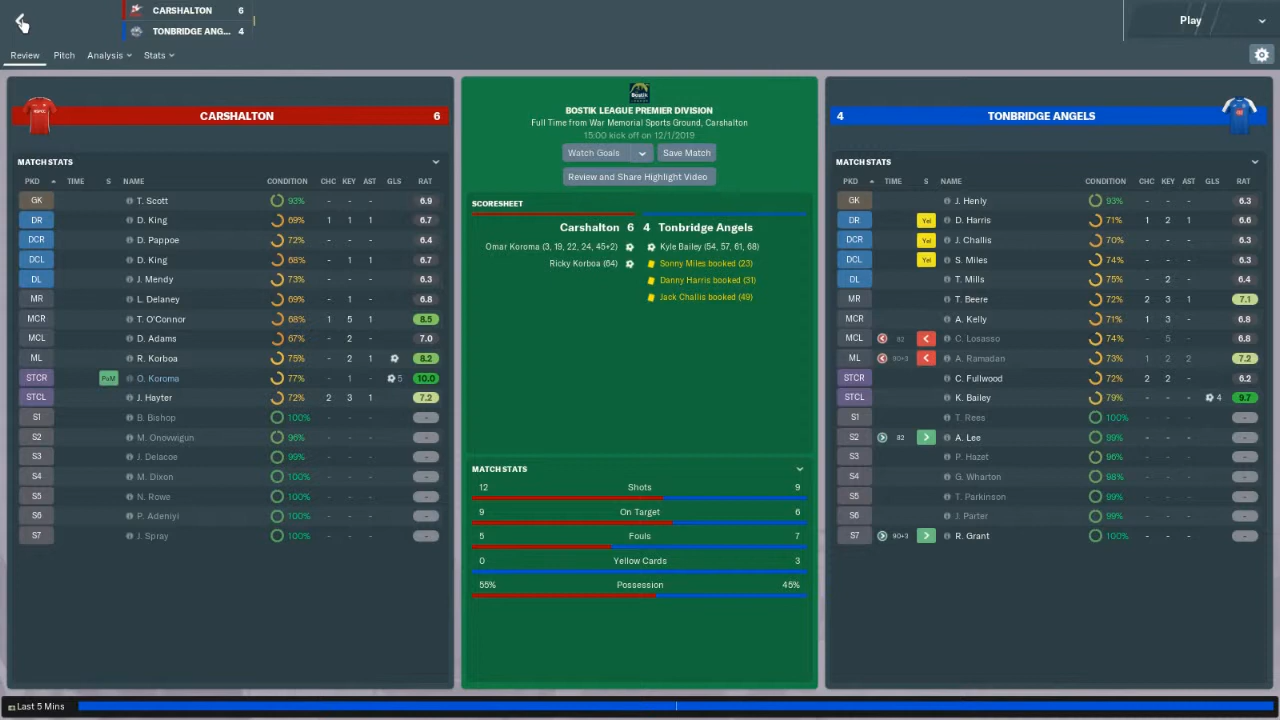 CARSHALTON 6
TONBRIDGE ANG... 4
Play
Review Pitch Analysis Stats
CARSHALTON 6
MATCH STATS
PKD TIME S NAME CONDITION CHC KEY AST GLS RAT
GK T. Scott 93% - - - - 6.9
DR D. King 69% 1 1 1 - 6.7
DCR D. Pappoe 72% - - - - 6.4
DCL D. King 68% 1 1 - 6.7
DL J. Mendy 73% - - - - 6.3
MR L. Delaney 69% - 1 - - 6.8
MCR T. O'Connor 68% 1 5 1 - 8.5
MCL D. Adams 67% - 2 - - 7.0
ML R. Korboa 75% - 2 1 8.2
STCR PoM O. Koroma 77% - 1 - 5 10.0
STCL J. Hayter 72% 2 3 1 - 7.2
S1 B. Bishop 100% - - - - -
S2 M. Onovwigun 96% - - - - -
S3 J. Delacoe 99% - - - - -
S4 M. Dixon 100% - - - - -
S5 N. Rowe 100% - - - - -
S6 P. Adeniyi 100% - - - - -
S7 J. Spray 100% - - - - -
Bostik
BOSTIK LEAGUE PREMIER DIVISION
Full Time from War Memorial Sports Ground, Carshalton
15:00 kick off on 12/1/2019
Watch Goals Save Match
Review and Share Highlight Video
SCORESHEET
Carshalton 6 4 Tonbridge Angels
Omar Koroma (3, 19, 22, 24, 45+2) Kyle Bailey (54, 57, 61, 68)
Ricky Korboa (64) Sonny Miles booked (23)
Danny Harris booked (31)
Jack Challis booked (49)
MATCH STATS
12 Shots 9
9 On Target 6
5 Fouls 7
0 Yellow Cards 3
55% Possession 45%
4 TONBRIDGE ANGELS
MATCH STATS
PKD TIME S NAME CONDITION CHC KEY AST GLS RAT
GK J. Henly 93% - - - - 6.3
DR Yel D. Harris 71% 1 2 1 - 6.6
DCR Yel J. Challis 70% - - - - 6.3
DCL Yel S. Miles 74% - - - - 6.3
DL T. Mills 72% - 2 - - 6.4
MR T. Beere 72% 2 3 1 - 7.1
MCR A. Kelly 71% 1 3 - - 6.8
MCL 82 C. Losasso 74% - 5 - - 6.8
ML 90+3 A. Ramadan 73% 1 2 2 - 7.2
STCR C. Fullwood 72% 2 2 - - 6.2
STCL K. Bailey 79% - - - 4 9.7
S1 T. Rees 100% - - - - -
S2 82 A. Lee 99% - - - - -
S3 P. Hazet 96% - - - - -
S4 G. Wharton 98% - - - - -
S5 T. Parkinson 99% - - - - -
S6 J. Parter 99% - - - - -
S7 90+3 R. Grant 100% - - - - -
Last 5 Mins